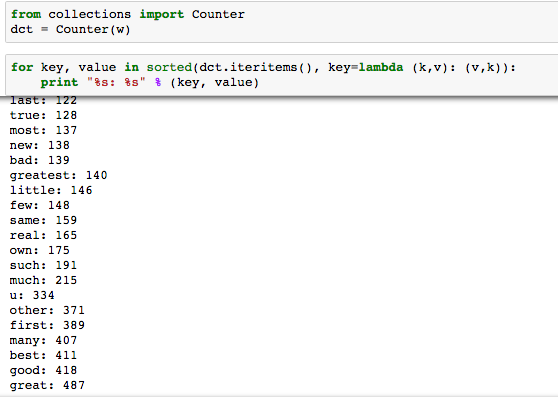 from collections import Counter
dct = Counter(w)
for key, value in sorted(dct.iteritems(), key=lambda (k,v): (v,k)):
    print "%s: %s" % (key, value)
last: 122
true: 128
most: 137
new: 138
bad: 139
greatest: 140
little: 146
few: 148
same: 159
real: 165
own: 175
such: 191
much: 215
u: 334
other: 371
first: 389
many: 407
best: 411
good: 418
great: 487